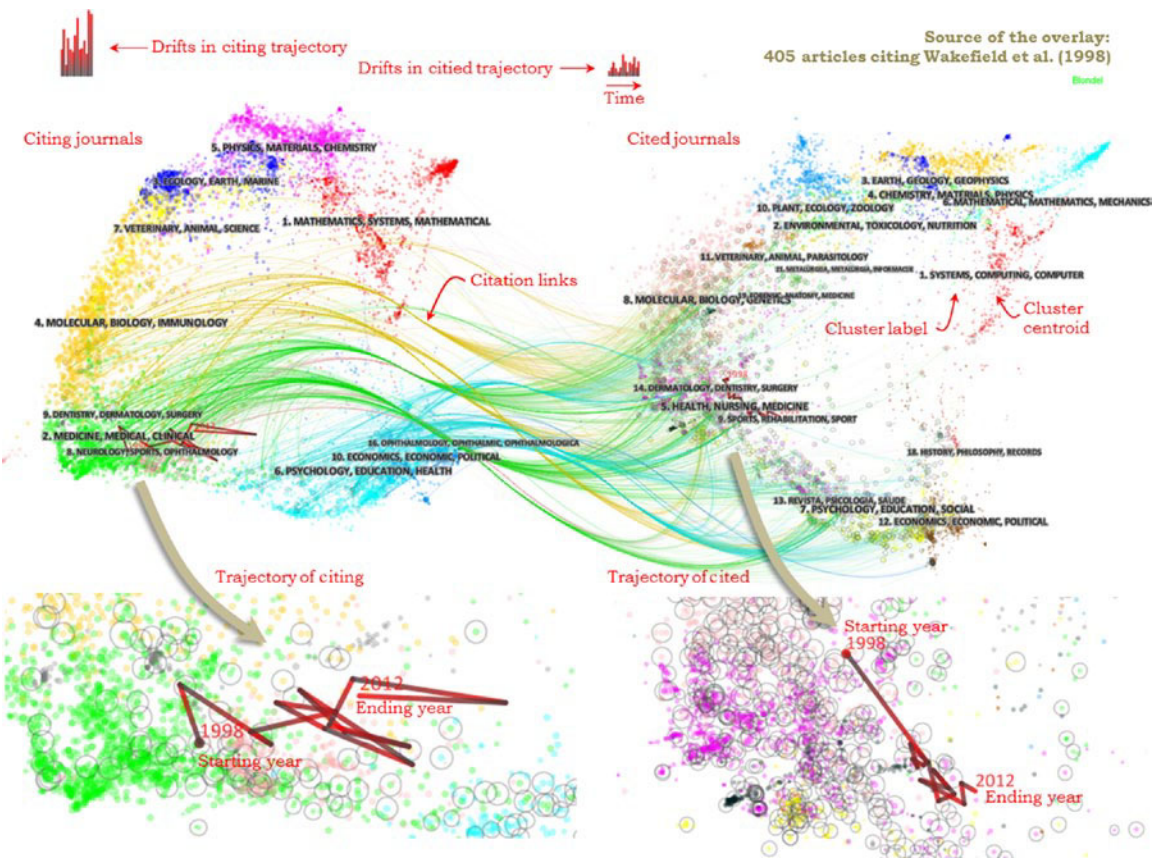 Drifts in citing trajectory
Drifts in citied trajectory
Time
Source of the overlay:
405 articles citing Wakefield et al. (1998)
Blondel
Citing journals
5. PHYSICS, MATERIALS, CHEMISTRY
3. ECOLOGY, EARTH, MARINE
1. MATHEMATICS, SYSTEMS, MATHEMATICAL
7. VETERINARY, ANIMAL, SCIENCE
Citation links
4. MOLECULAR, BIOLOGY, IMMUNOLOGY
9. DENTISTRY, DERMATOLOGY, SURGERY
2. MEDICINE, MEDICAL, CLINICAL
8. NEUROLOGY, SPORTS, OPHTHALMOLOGY
16. OPHTHALMOLOGY, OPHTHALMIC, OPHTHALMOLOGICA
10. ECONOMICS, ECONOMIC, POLITICAL
6. PSYCHOLOGY, EDUCATION, HEALTH
Cited journals
3. EARTH, GEOLOGY, GEOPHYSICS
4. CHEMISTRY, MATERIALS, PHYSICS
6. MATHEMATICAL, MATHEMATICS, MECHANICS
10. PLANT, ECOLOGY, ZOOLOGY
2. ENVIRONMENTAL, TOXICOLOGY, NUTRITION
11. VETERINARY, ANIMAL, PARASITOLOGY
METALURGIJA, METALURGIA,
1. SYSTEMS, COMPUTING, COMPUTER
FORENSIC, ANATOMY, MEDICINE
8. MOLECULAR, BIOLOGY, GENETICS
Cluster label
Cluster
centroid
1998
14. DERMATOLOGY, DENTISTRY, SURGERY
5. HEALTH, NURSING, MEDICINE
9. SPORTS, REHABILITATION, SPORT
18. HISTORY, PHILOSOPHY, RECORDS
13. REVISTA, PSICOLOGIA, SAUDE
7. PSYCHOLOGY, EDUCATION, SOCIAL
12. ECONOMICS, ECONOMIC, POLITICAL
Trajectory of citing
1998
Starting year
2012
Ending year
Trajectory of cited
Starting year
1998
2012
Ending year